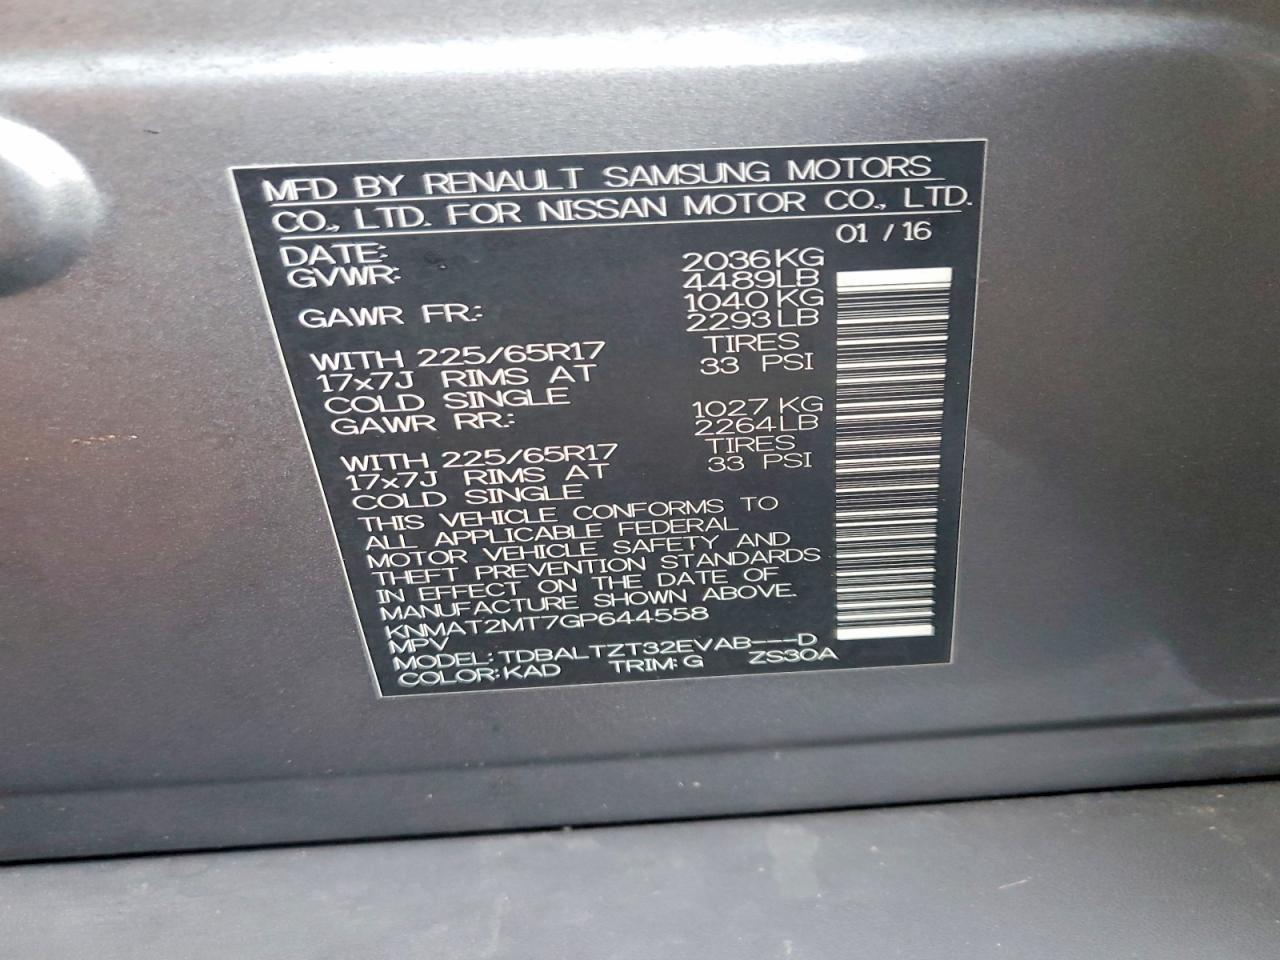 MFD BY RENAULT SAMSUNG MOTORS
CO., LTD. FOR NISSAN MOTOR CO., LTD.
DATE: 01 / 16
GVWR: 2036 KG
4489 LB
GAWR FR: 1040 KG
2293 LB
WITH 225/65R17 TIRES
17x7J RIMS AT 33 PSI
COLD SINGLE
GAWR RR: 1027 KG
2264 LB
WITH 225/65R17 TIRES
17x7J RIMS AT 33 PSI
COLD SINGLE
THIS VEHICLE CONFORMS TO
ALL APPLICABLE FEDERAL
MOTOR VEHICLE SAFETY AND
THEFT PREVENTION STANDARDS
IN EFFECT ON THE DATE OF
MANUFACTURE SHOWN ABOVE.
KNMAT2MT7GP644558
MPV
MODEL: TDBALTZT32EVAB---D
COLOR: KAD TRIM: G ZS30A